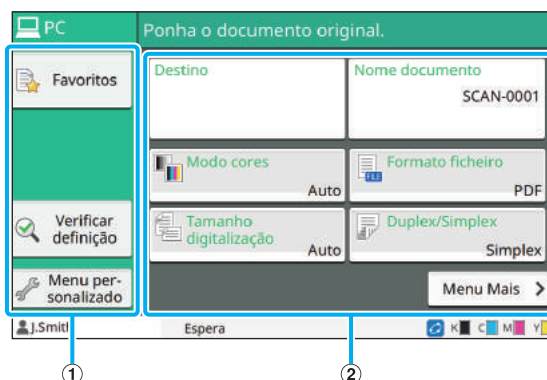 PC
Ponha o documento original.
Favoritos
Verificar
definição
Menu per-
sonalizado
Destino
Nome documento
SCAN-0001
Modo cores
Auto
Formato ficheiro
FILE
PDF
Tamanho
digitalização
Auto
Duplex/Simplex
Simplex
Menu Mais
J.Smith
Espera
K C M Y
1
2